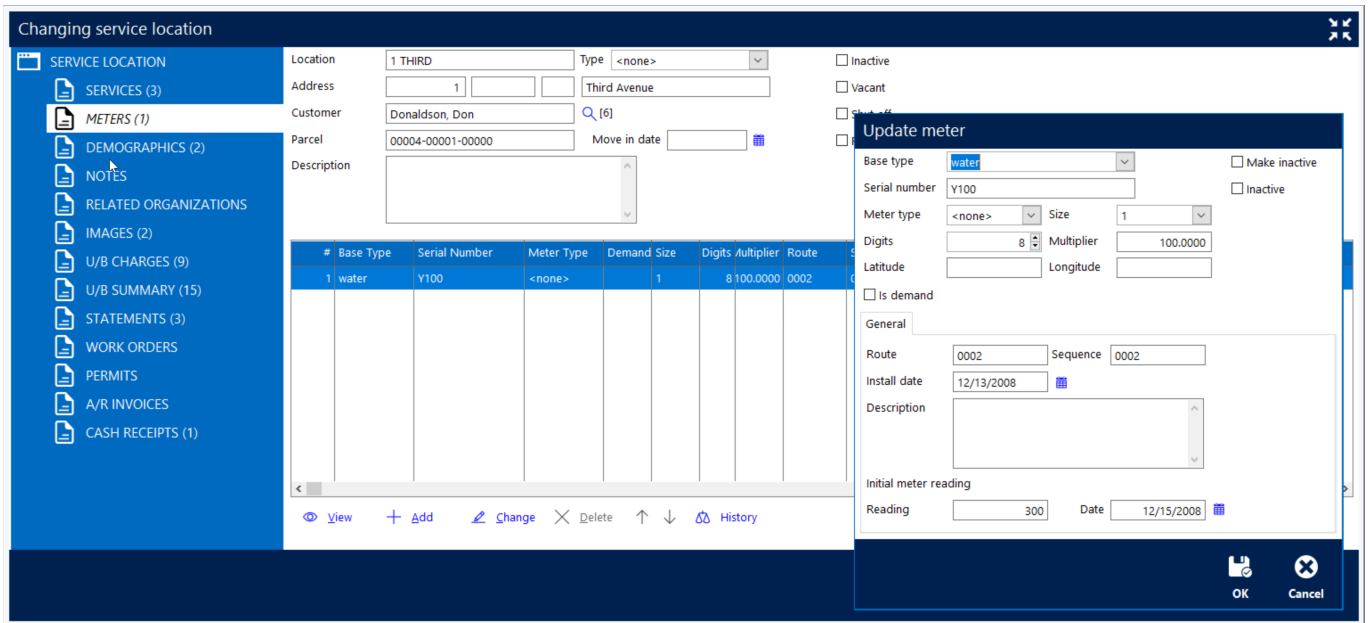 Changing service location
SERVICE LOCATION
SERVICES (3)
METERS (1)
DEMOGRAPHICS (2)
NOTES
RELATED ORGANIZATIONS
IMAGES (2)
U/B CHARGES (9)
U/B SUMMARY (15)
STATEMENTS (3)
WORK ORDERS
PERMITS
A/R INVOICES
CASH RECEIPTS (1)
Location 1 THIRD Type <none> Inactive
Address 1 Third Avenue Vacant
Customer Donaldson, Don [6]
Parcel 00004-00001-00000 Move in date
Description
# Base Type Serial Number Meter Type Demand Size Digits Multiplier Route
1 water Y100 <none> 1 8 100.0000 0002
View Add Change Delete History
Update meter
Base type water Make inactive
Serial number Y100 Inactive
Meter type <none> Size 1
Digits 8 Multiplier 100.0000
Latitude Longitude
Is demand
General
Route 0002 Sequence 0002
Install date 12/13/2008
Description
Initial meter reading
Reading 300 Date 12/15/2008
OK Cancel